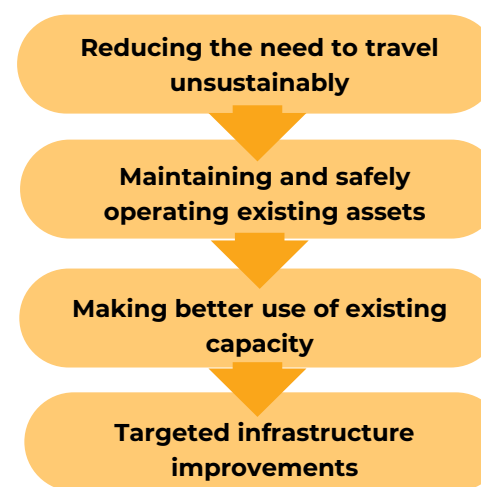 Reducing the need to travel
unsustainably
Maintaining and safely
operating existing assets
Making better use of existing
capacity
Targeted infrastructure
improvements